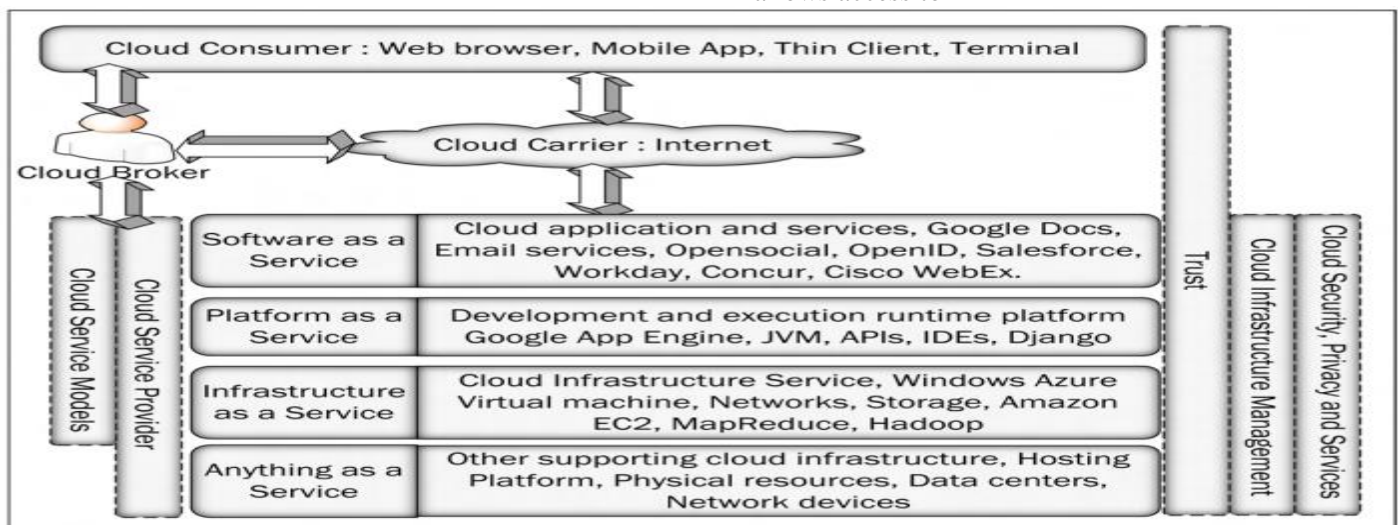 Cloud Consumer : Web browser, Mobile App, Thin Client, Terminal
Cloud Carrier : Internet
Cloud Broker
Cloud Service Models
Cloud Service Provider
Software as a
Service
Cloud application and services, Google Docs,
Email services, Opensocial, OpenID, Salesforce,
Workday, Concur, Cisco WebEx.
Platform as a
Service
Development and execution runtime platform
Google App Engine, JVM, APIs, IDEs, Django
Infrastructure
as a Service
Cloud Infrastructure Service, Windows Azure
Virtual machine, Networks, Storage, Amazon
EC2, MapReduce, Hadoop
Anything as a
Service
Other supporting cloud infrastructure, Hosting
Platform, Physical resources, Data centers,
Network devices
Trust
Cloud Infrastructure Management
Cloud Security, Privacy and Services